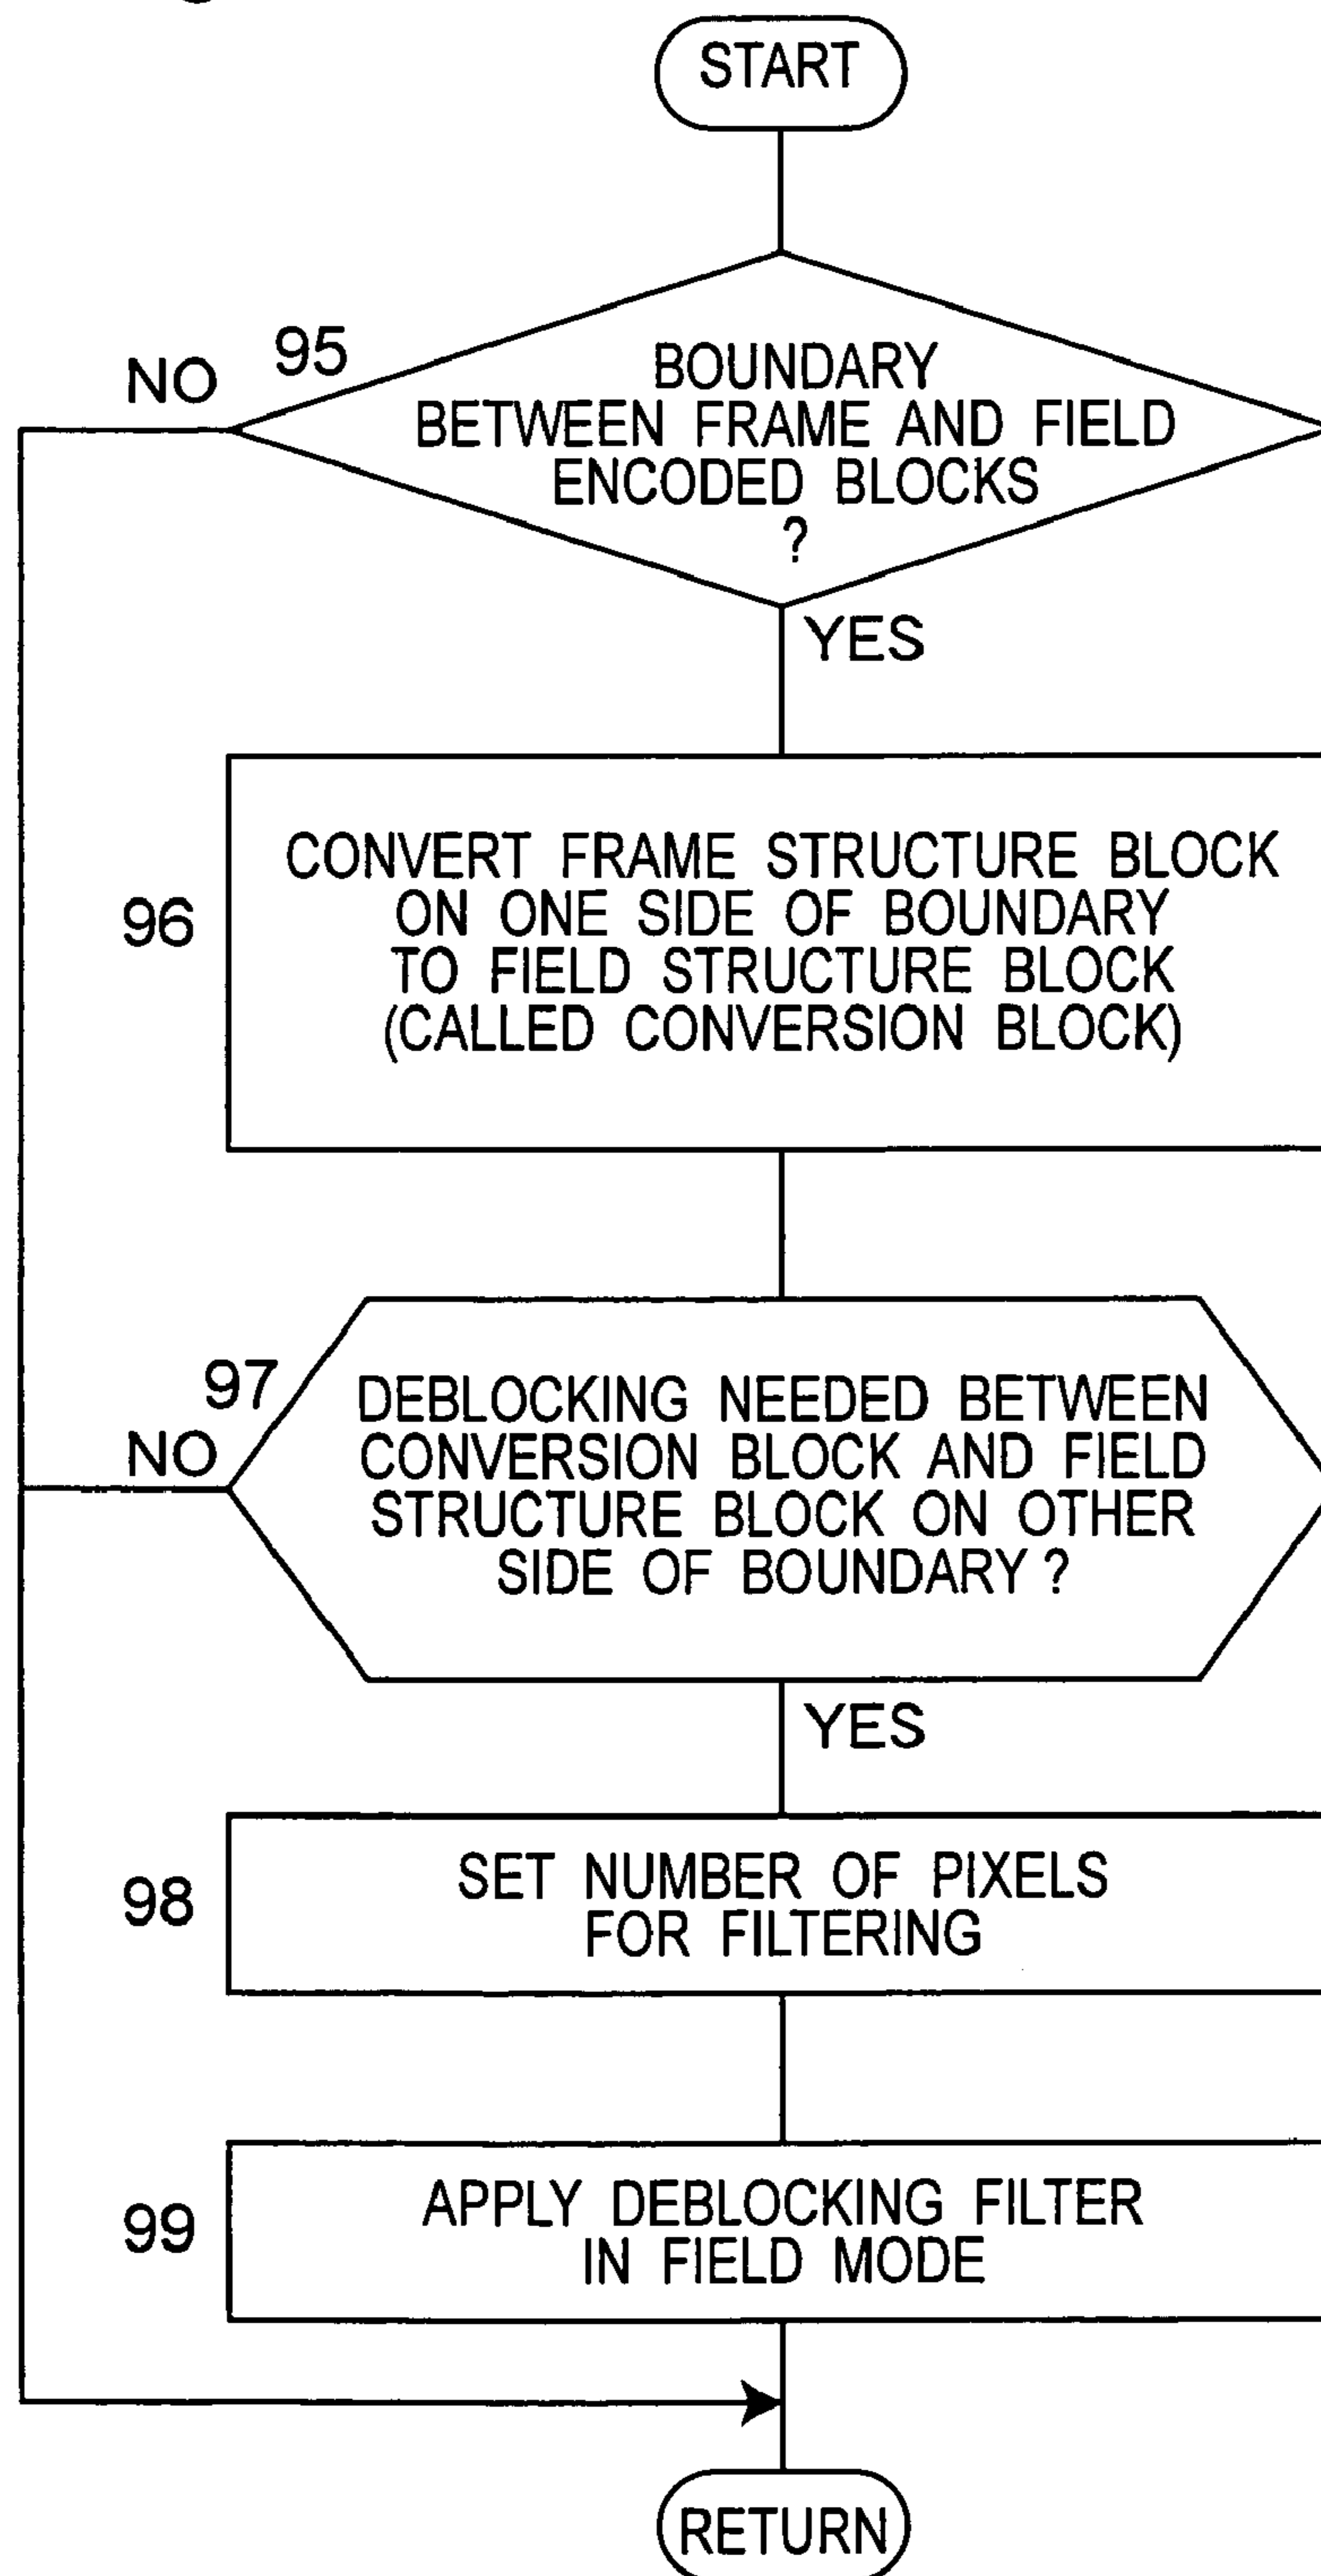 START
95
NO
BOUNDARY
BETWEEN FRAME AND FIELD
ENCODED BLOCKS
?
YES
96
CONVERT FRAME STRUCTURE BLOCK
ON ONE SIDE OF BOUNDARY
TO FIELD STRUCTURE BLOCK
(CALLED CONVERSION BLOCK)
97
NO
DEBLOCKING NEEDED BETWEEN
CONVERSION BLOCK AND FIELD
STRUCTURE BLOCK ON OTHER
SIDE OF BOUNDARY ?
YES
98
SET NUMBER OF PIXELS
FOR FILTERING
99
APPLY DEBLOCKING FILTER
IN FIELD MODE
RETURN